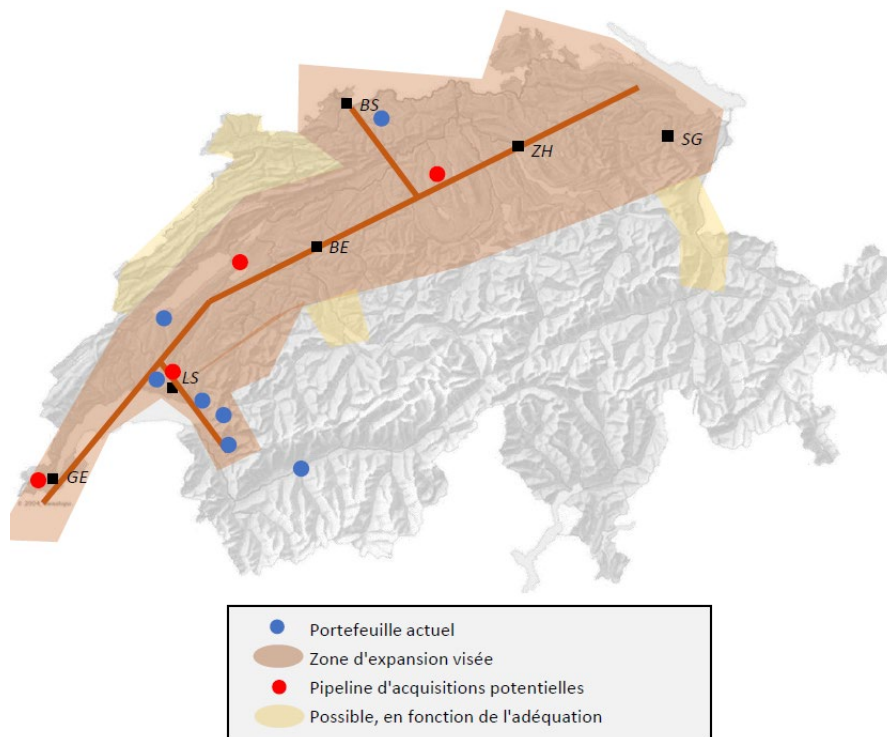 BS
SG
ZH
BE
LS
GE
Portefeuille actuel
Zone d'expansion visée
Pipeline d'acquisitions potentielles
Possible, en fonction de l'adéquation